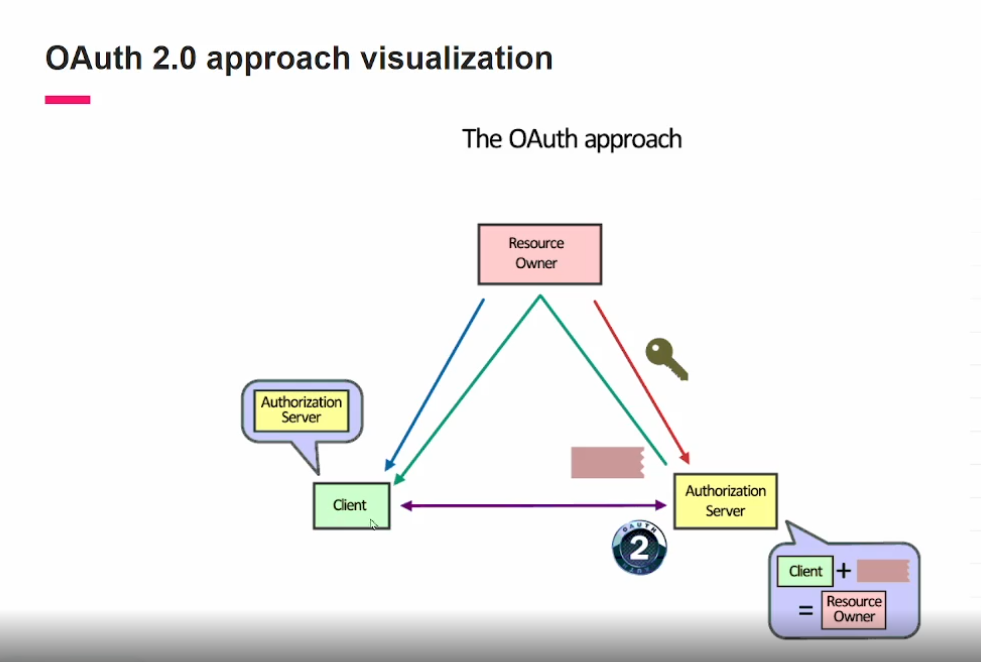 OAuth 2.0 approach visualization
The OAuth approach
Resource
Owner
Authorization
Server
Client
Authorization
Server
OAUTH
2
Client +
= Resource
Owner